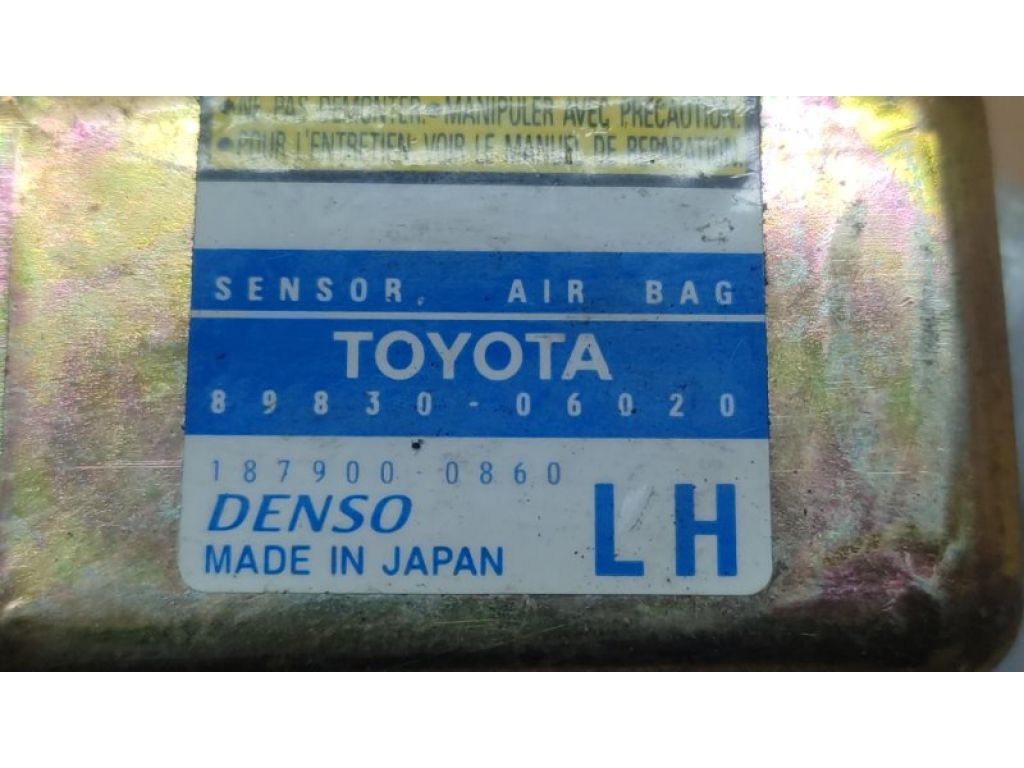 •NE PAS DEMONTER.•MANIPULER AVEC PRECAUTION.
•POUR L'ENTRETIEN, VOIR LE MANUEL DE REPARATION.
SENSOR, AIR BAG
TOYOTA
89830-06020
187900-0860
DENSO
MADE IN JAPAN
LH